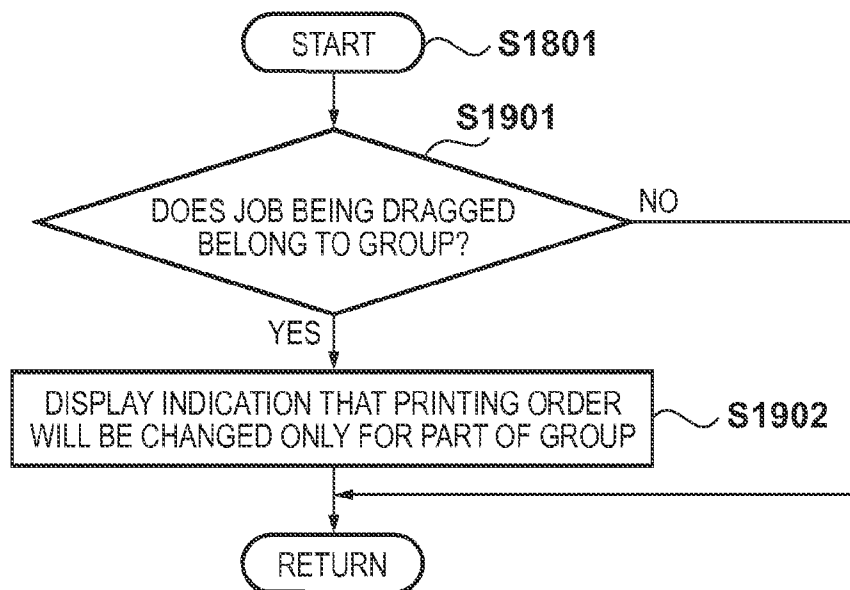 START
S1801
S1901
DOES JOB BEING DRAGGED
BELONG TO GROUP?
NO
YES
DISPLAY INDICATION THAT PRINTING ORDER
WILL BE CHANGED ONLY FOR PART OF GROUP
S1902
RETURN